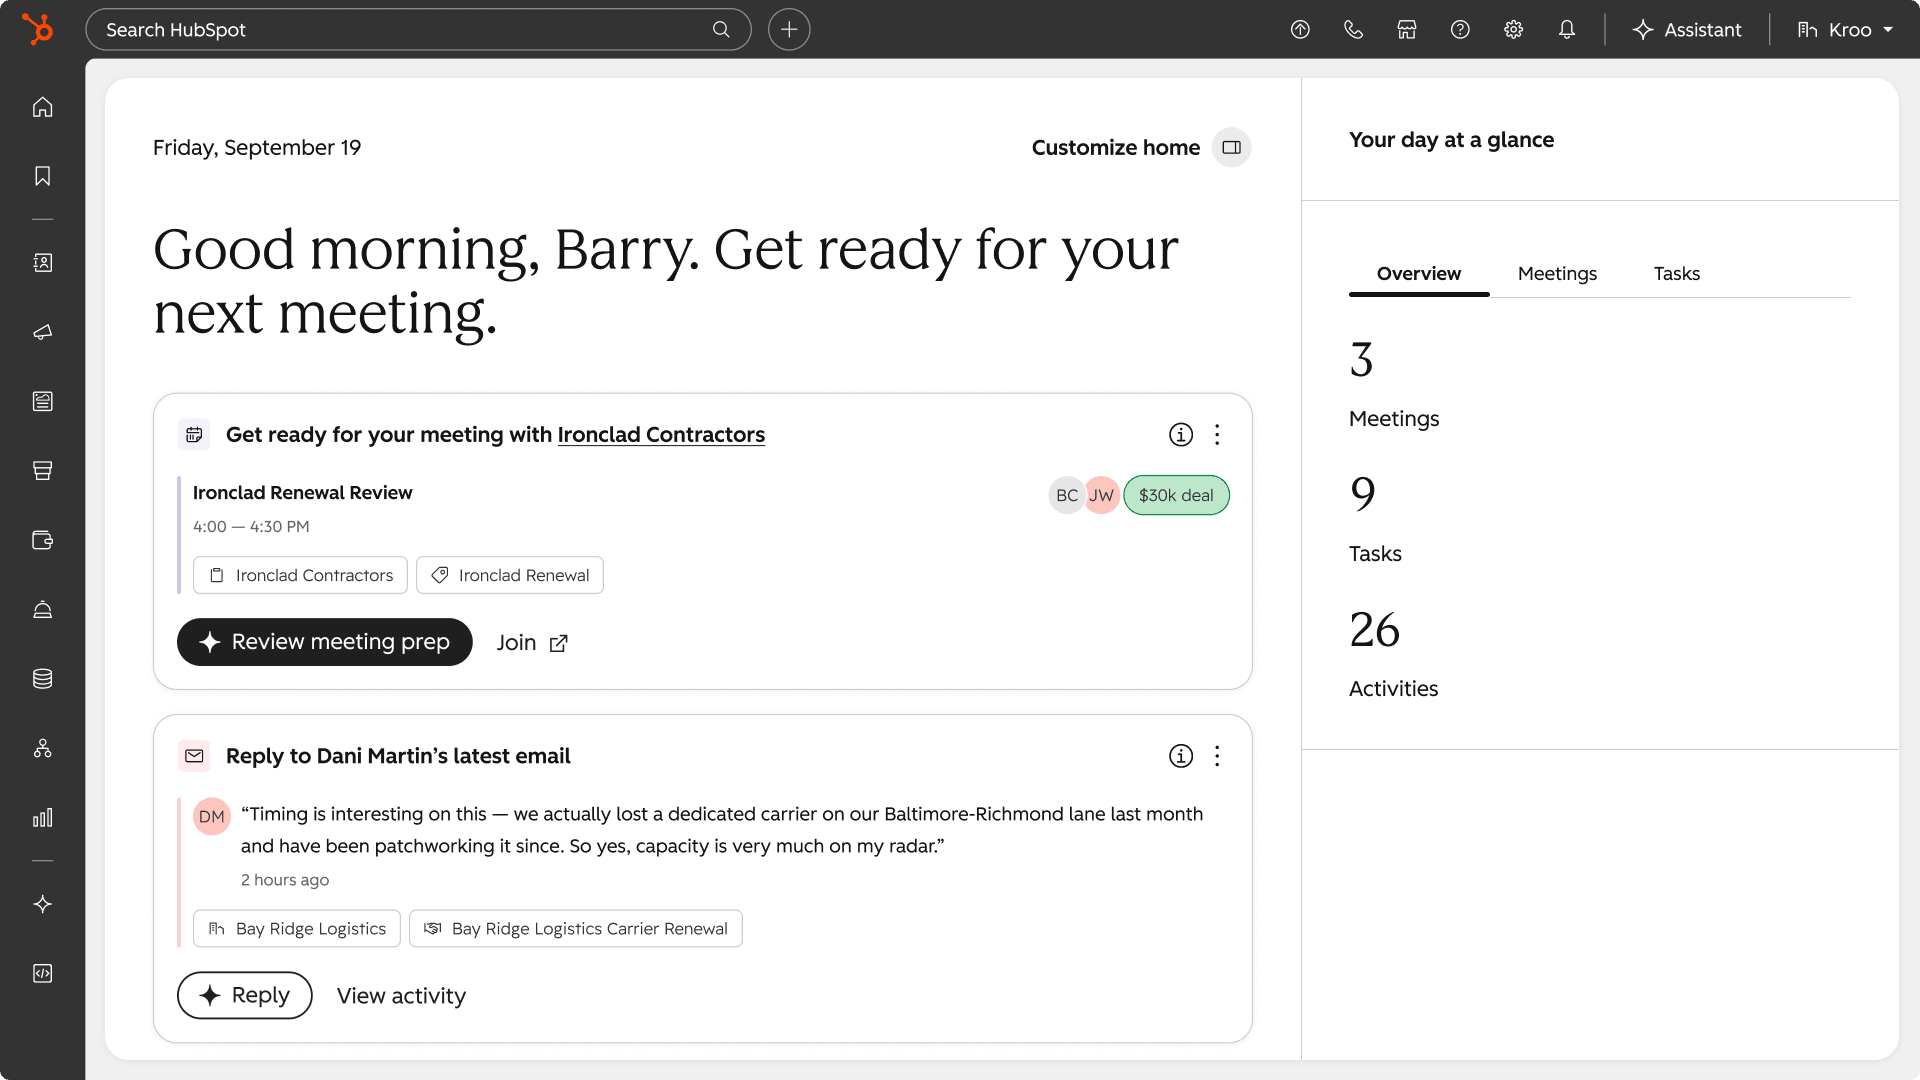 Search HubSpot
Assistant
Kroo
Friday, September 19
Customize home
Good morning, Barry. Get ready for your
next meeting.
Get ready for your meeting with Ironclad Contractors
Ironclad Renewal Review
BC
JW
$30k deal
4:00 — 4:30 PM
Ironclad Contractors
Ironclad Renewal
Review meeting prep
Join
Reply to Dani Martin’s latest email
DM
“Timing is interesting on this — we actually lost a dedicated carrier on our Baltimore-Richmond lane last month
and have been patchworking it since. So yes, capacity is very much on my radar.”
2 hours ago
Bay Ridge Logistics
Bay Ridge Logistics Carrier Renewal
Reply
View activity
Your day at a glance
Overview
Meetings
Tasks
3
Meetings
9
Tasks
26
Activities